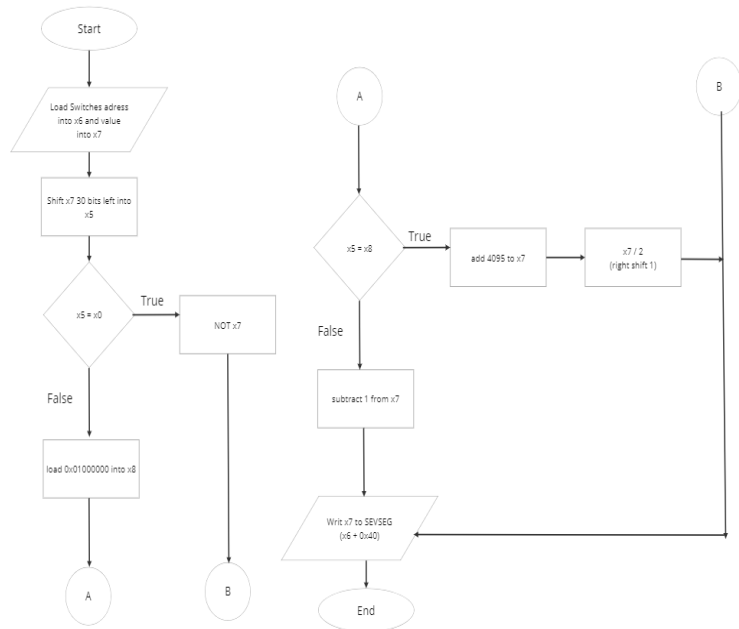 Start
Load Switches adress
into x6 and value
into x7
Shift x7 30 bits left into
x5
x5 = x0
True
NOT x7
False
load 0x01000000 into x8
A
B
A
B
x5 = x8
True
add 4095 to x7
x7 / 2
(right shift 1)
False
subtract 1 from x7
Writ x7 to SEVSEG
(x6 + 0x40)
End